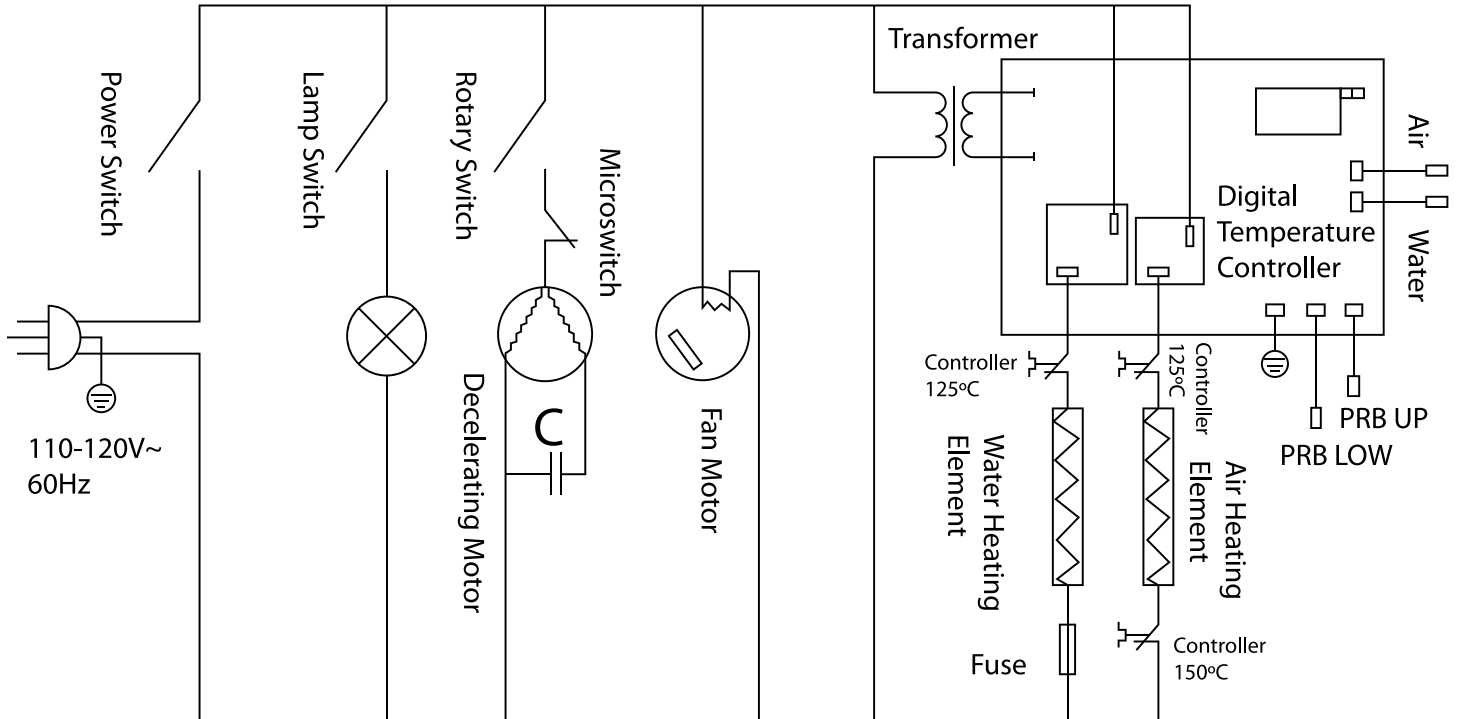 Transformer
Power Switch
Lamp Switch
Rotary Switch
Microswitch
Air
Water
Digital
Temperature
Controller
110-120V~
60Hz
Decelerating Motor
C
Fan Motor
Controller
125ºC
Controller
125ºC
PRB UP
PRB LOW
Water Heating
Element
Air Heating
Element
Fuse
Controller
150ºC